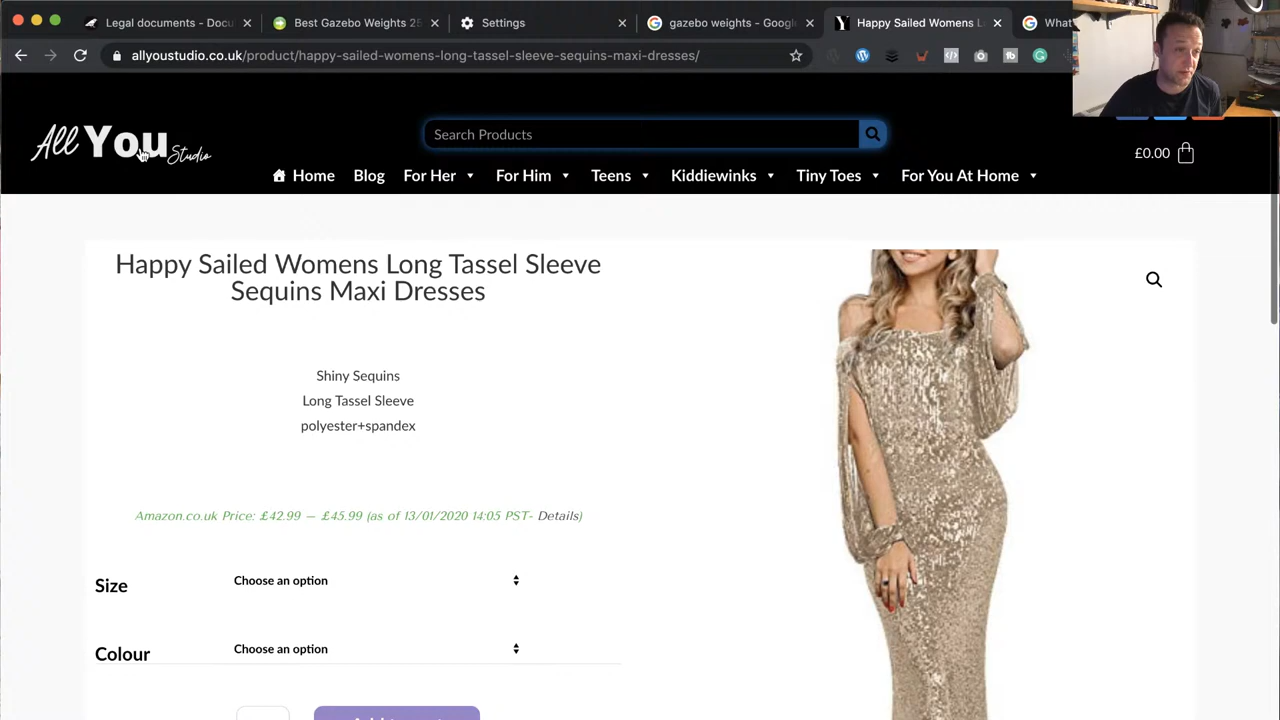 Legal documents - Docu
Best Gazebo Weights 25
Settings
gazebo weights - Google
Happy Sailed Womens L
What
allyoustudio.co.uk/product/happy-sailed-womens-long-tassel-sleeve-sequins-maxi-dresses/
All You Studio
Search Products
£0.00
Home Blog For Her For Him Teens Kiddiewinks Tiny Toes For You At Home
Happy Sailed Womens Long Tassel Sleeve
Sequins Maxi Dresses
Shiny Sequins
Long Tassel Sleeve
polyester+spandex
Amazon.co.uk Price: £42.99 – £45.99 (as of 13/01/2020 14:05 PST- Details)
Size
Choose an option
Colour
Choose an option